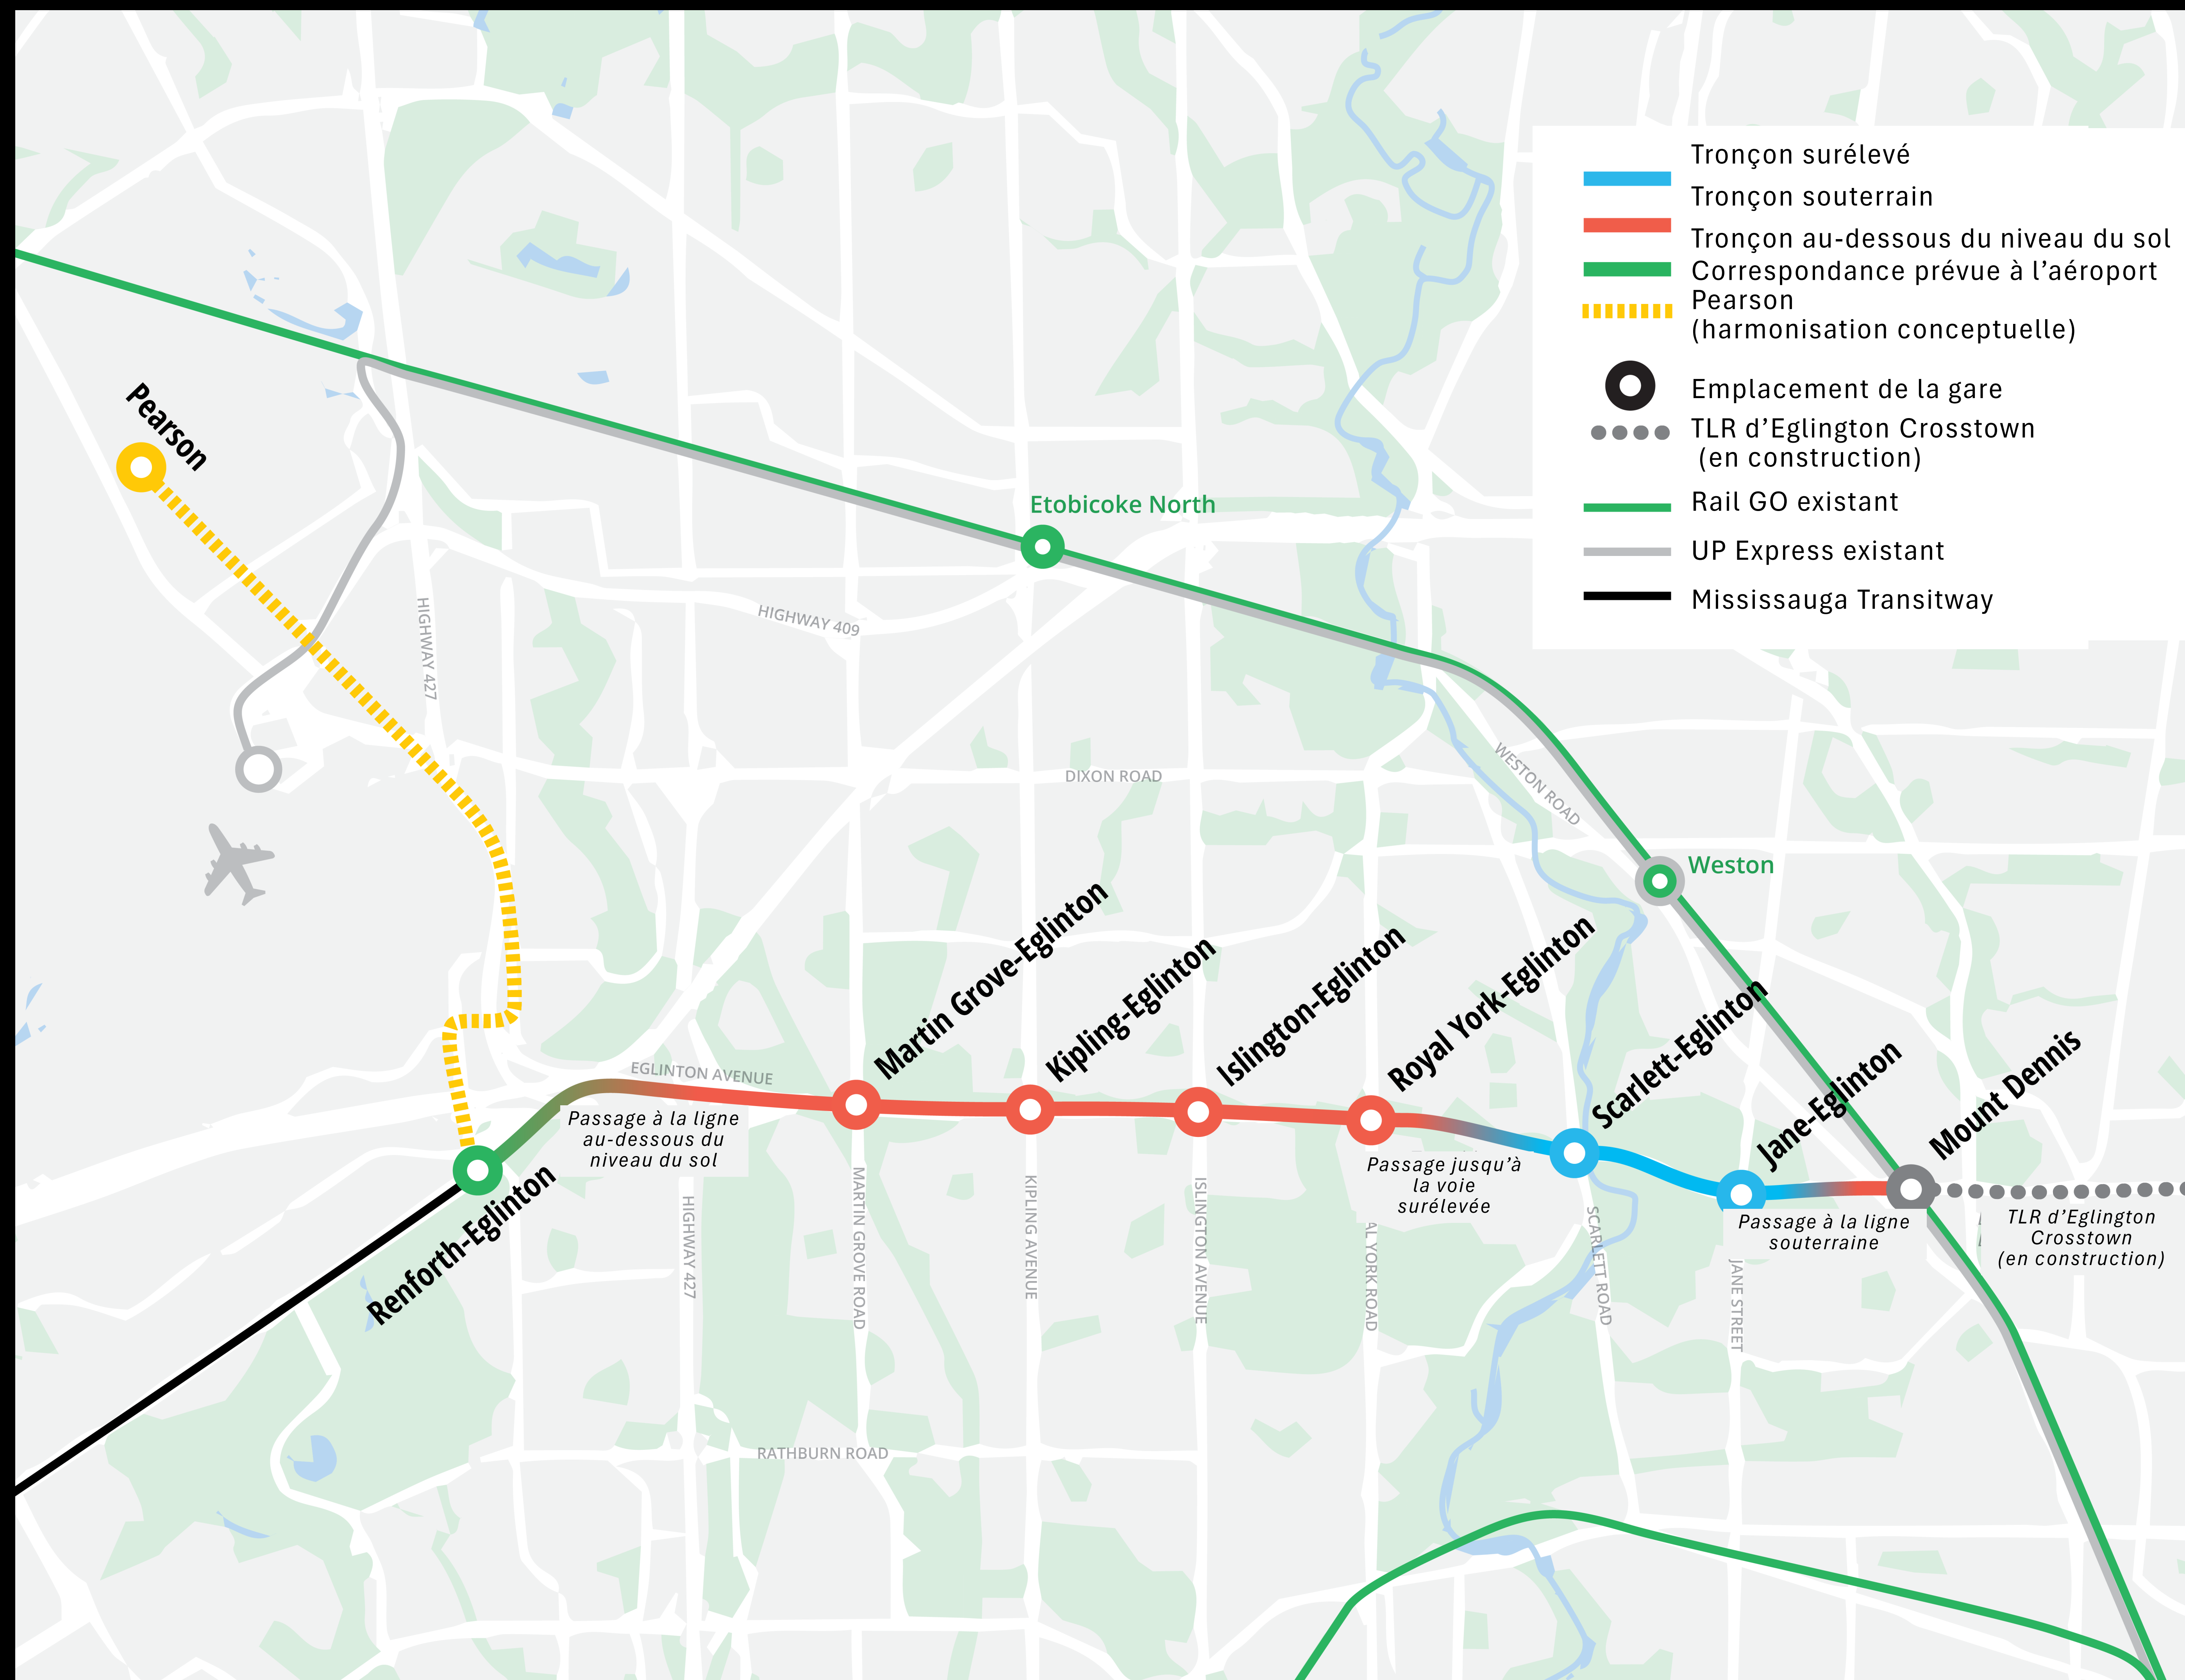 Tronçon surélevé
Tronçon souterrain
Tronçon au-dessous du niveau du sol
Correspondance prévue à l'aéroport
Pearson
(harmonisation conceptuelle)
Emplacement de la gare
TLR d'Eglington Crosstown
(en construction)
Rail GO existant
UP Express existant
Mississauga Transitway
Pearson
Etobicoke North
HIGHWAY 427
HIGHWAY 409
DIXON ROAD
WESTON ROAD
Weston
Martin Grove-Eglinton
Kipling-Eglinton
Islington-Eglinton
Royal York-Eglinton
Scarlett-Eglinton
Jane-Eglinton
Mount Dennis
EGLINTON AVENUE
Passage à la ligne
au-dessous du
niveau du sol
Renforth-Eglinton
Passage jusqu'à
la voie
surélevée
Passage à la ligne
souterraine
TLR d'Eglington
Crosstown
(en construction)
HIGHWAY 427
MARTIN GROVE ROAD
KIPLING AVENUE
ISLINGTON AVENUE
AL YORK ROAD
SCARLETT ROAD
JANE STREET
RATHBURN ROAD